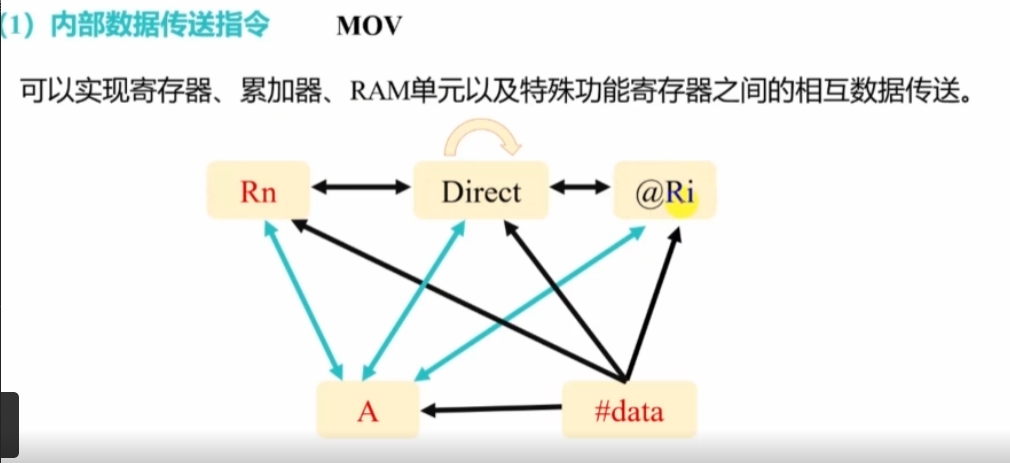 (1) 内部数据传送指令 MOV
可以实现寄存器、累加器、RAM单元以及特殊功能寄存器之间的相互数据传送。
Rn Direct @Ri
A #data